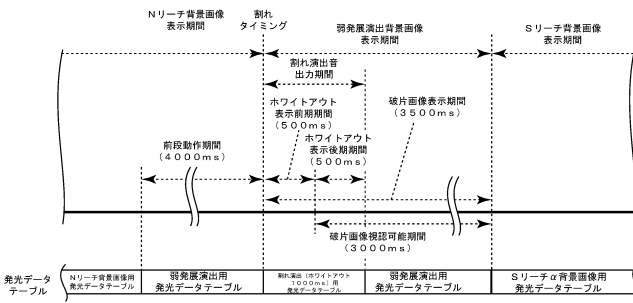 Nリーチ背景画像
表示期間
割れ
タイミング
弱発展演出背景画像
表示期間
Sリーチ背景画像
表示期間
割れ演出音
出力期間
ホワイトアウト
表示前期期間
(500ms)
破片画像表示期間
(3500ms)
前段動作期間
(4000ms)
ホワイトアウト
表示後期期間
(500ms)
破片画像視認可能期間
(3000ms)
発光データ
テーブル
Nリーチ背景画像用
発光データテーブル
弱発展演出用
発光データテーブル
割れ演出(ホワイトアウト
1000ms)用
発光データテーブル
弱発展演出用
発光データテーブル
Sリーチα背景画像用
発光データテーブル